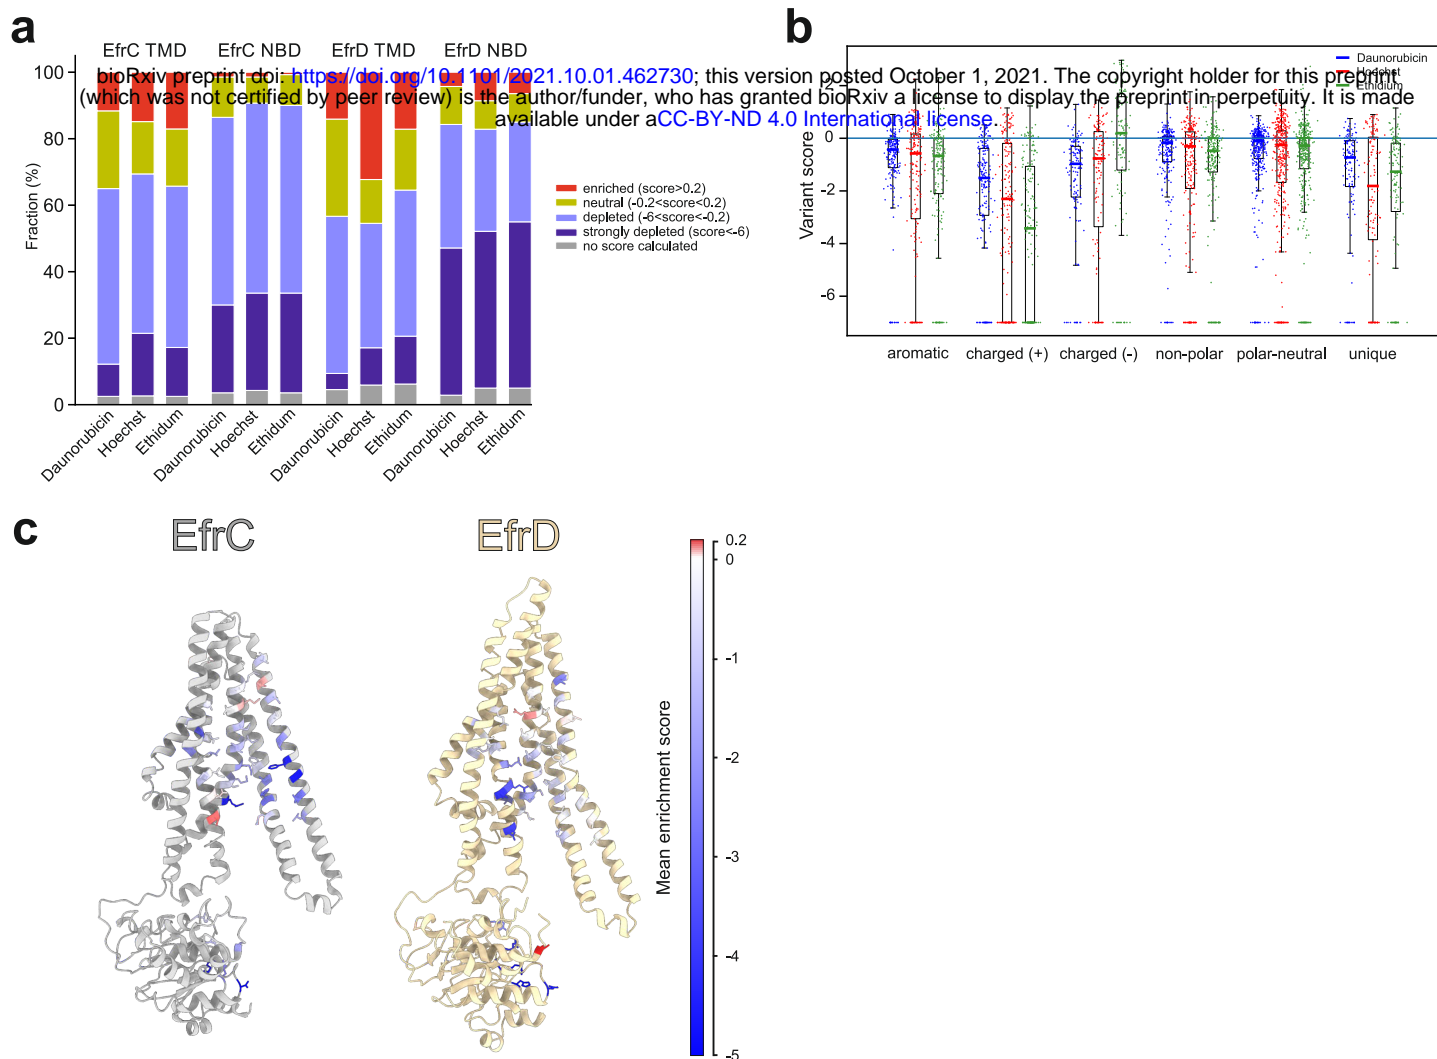 a
EfrC TMD EfrC NBD EfrD TMD EfrD NBD
b
bioRxiv preprint doi: https://doi.org/10.1101/2021.10.01.462730; this version posted October 1, 2021. The copyright holder for this preprint
(which was not certified by peer review) is the author/funder, who has granted bioRxiv a license to display the preprint in perpetuity. It is made
available under aCC-BY-ND 4.0 International license.
Fraction (%)
100
80
60
40
20
0
Daunorubicin Hoechst Ethidum Daunorubicin Hoechst Ethidum Daunorubicin Hoechst Ethidum Daunorubicin Hoechst Ethidum
enriched (score>0.2)
neutral (-0.2<score<0.2)
depleted (-6<score<-0.2)
strongly depleted (score<-6)
no score calculated
Daunorubicin
Hoechst
Ethidium
Variant score
2
0
-2
-4
-6
aromatic charged (+) charged (-) non-polar polar-neutral unique
c
EfrC EfrD
Mean enrichment score
0.2
0
-1
-2
-3
-4
-5